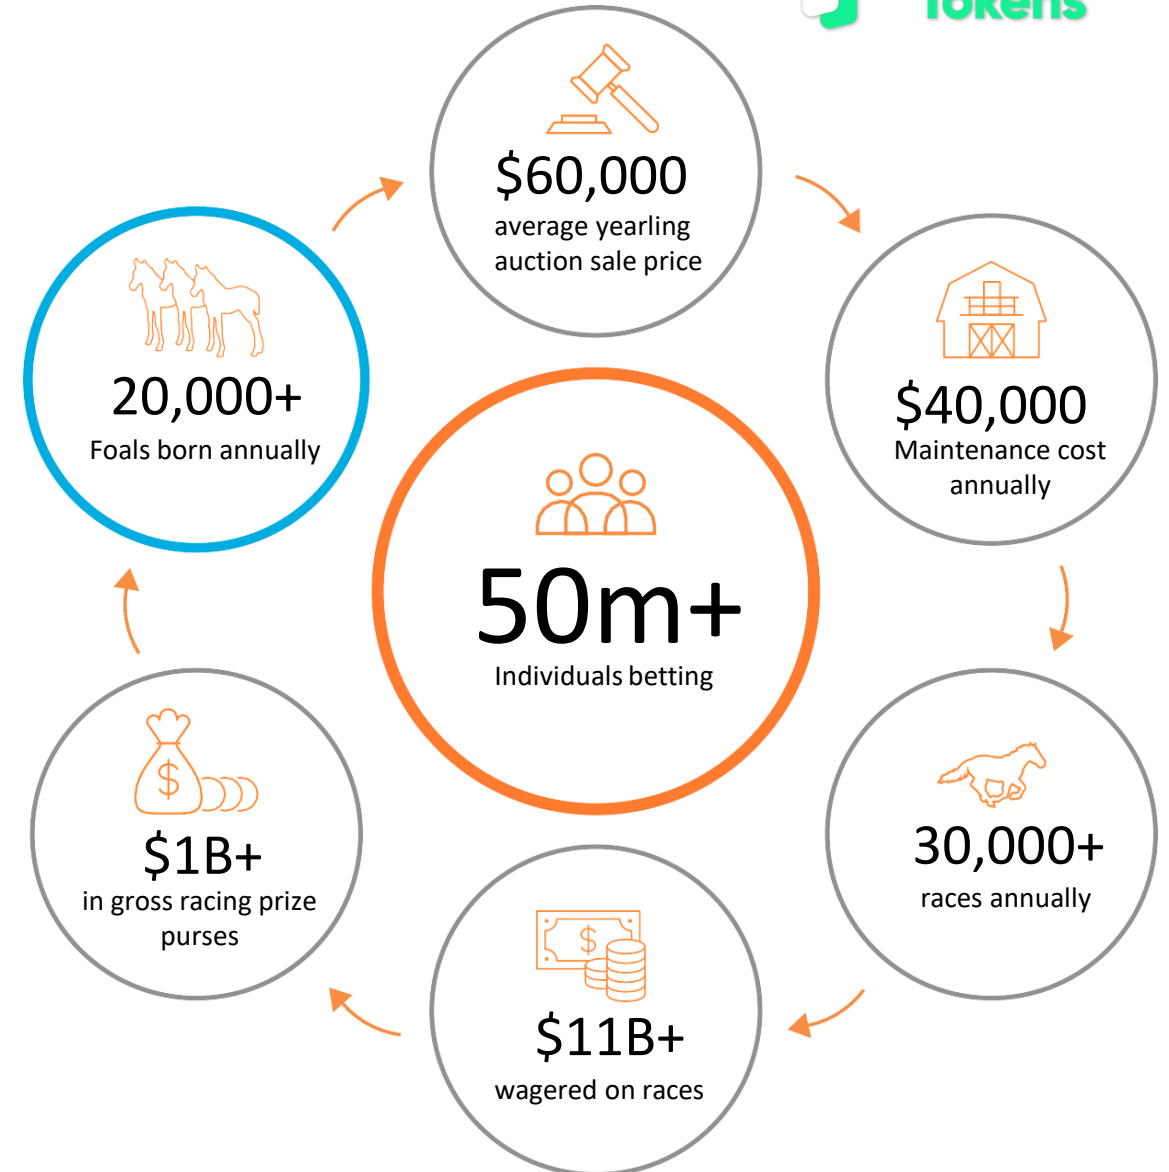 Tokens
$60,000
average yearling
auction sale price
20,000+
Foals born annually
$40,000
Maintenance cost
annually
50m+
Individuals betting
$1B+
in gross racing prize
purses
30,000+
races annually
$11B+
wagered on races